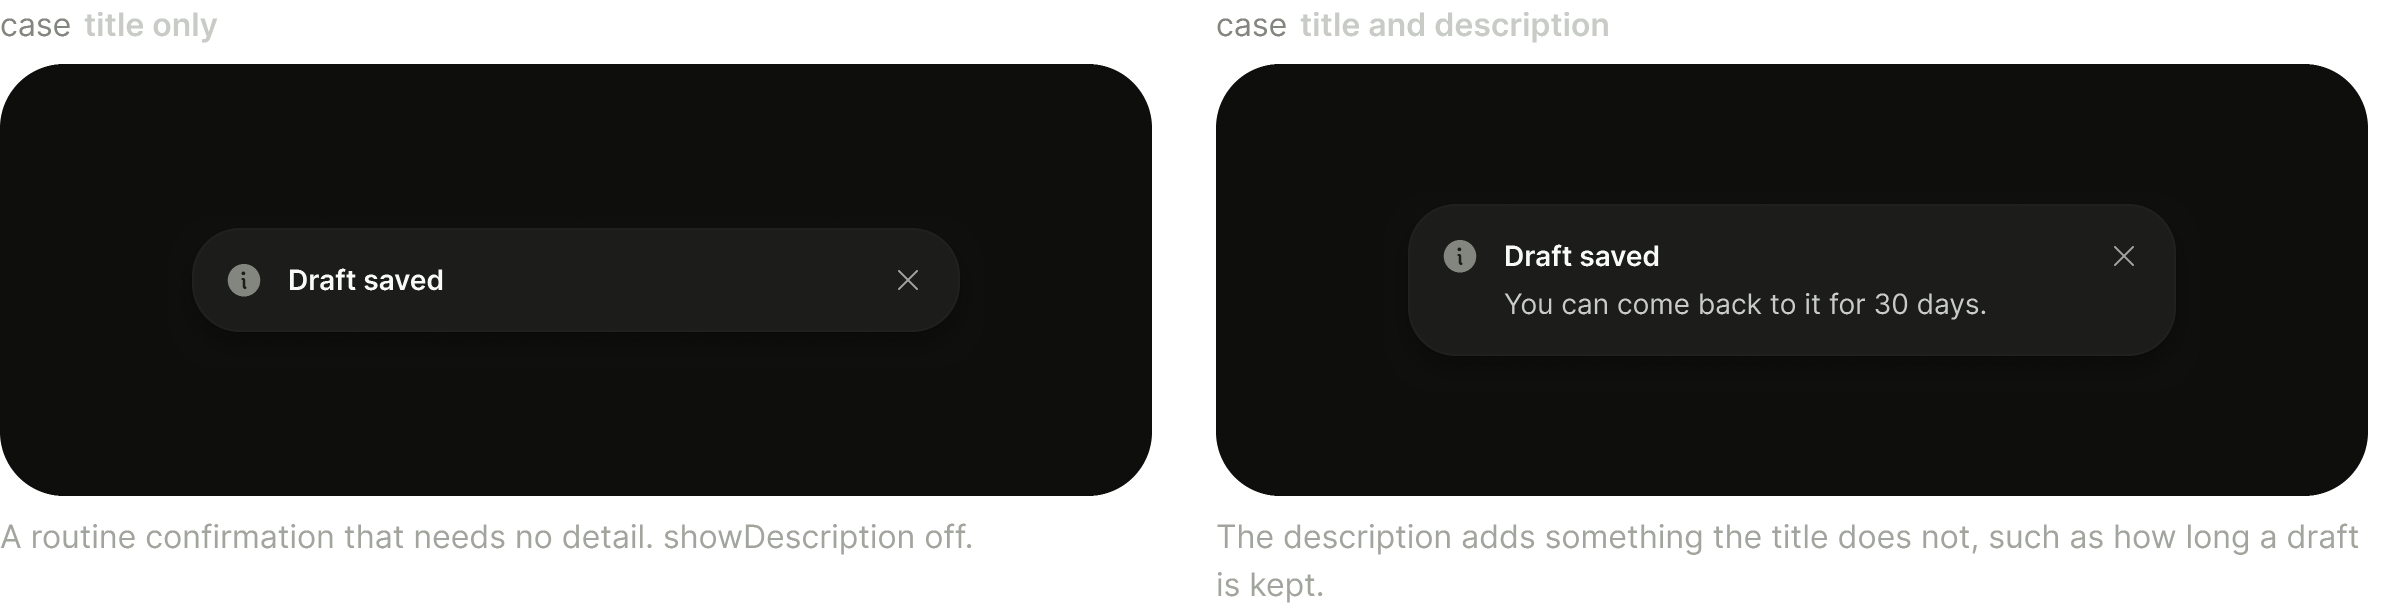 case title only
Draft saved
A routine confirmation that needs no detail. showDescription off.
case title and description
Draft saved
You can come back to it for 30 days.
The description adds something the title does not, such as how long a draft
is kept.